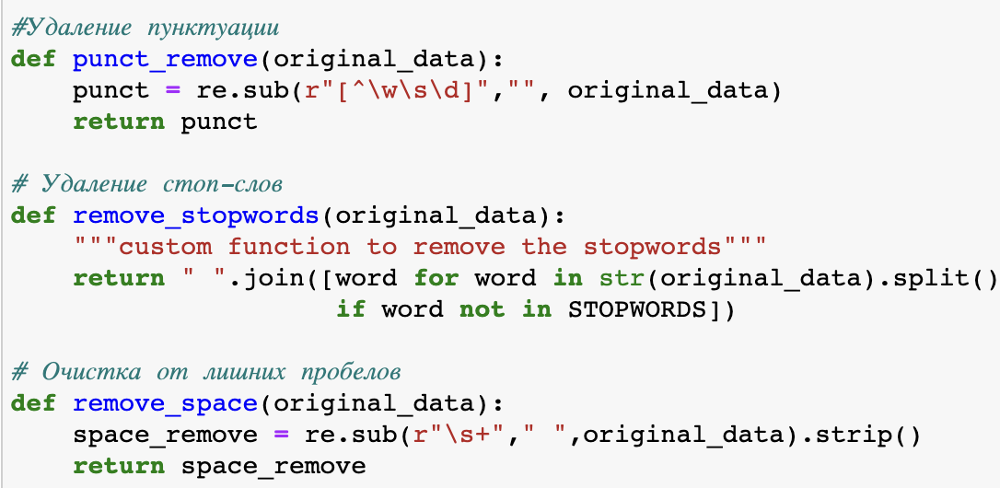 #Удаление пунктуации
def punct_remove(original_data):
    punct = re.sub(r"[^\w\s\d]","", original_data)
    return punct

# Удаление стоп-слов
def remove_stopwords(original_data):
    """custom function to remove the stopwords"""
    return " ".join([word for word in str(original_data).split()
                     if word not in STOPWORDS])

# Очистка от лишних пробелов
def remove_space(original_data):
    space_remove = re.sub(r"\s+"," ",original_data).strip()
    return space_remove